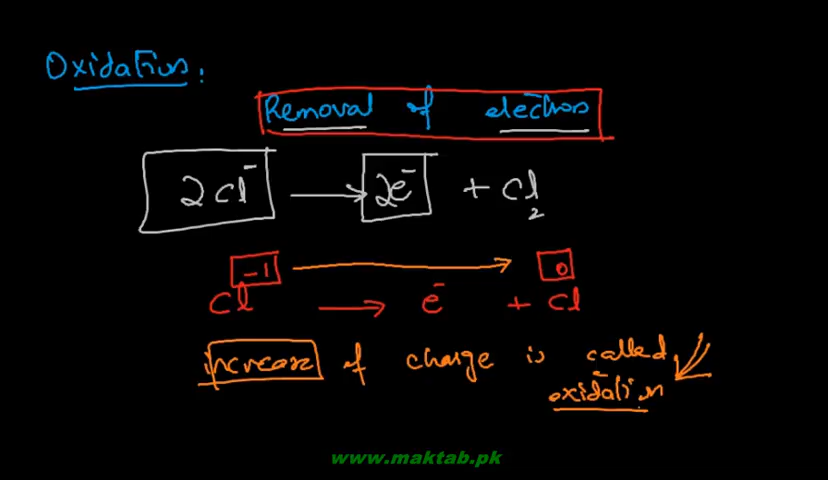 Oxidation:
Removal of electrons
2Cl⁻ → 2e⁻ + Cl₂
-1 → 0
Cl → e⁻ + Cl
increase of charge is called
oxidation
www.maktab.pk